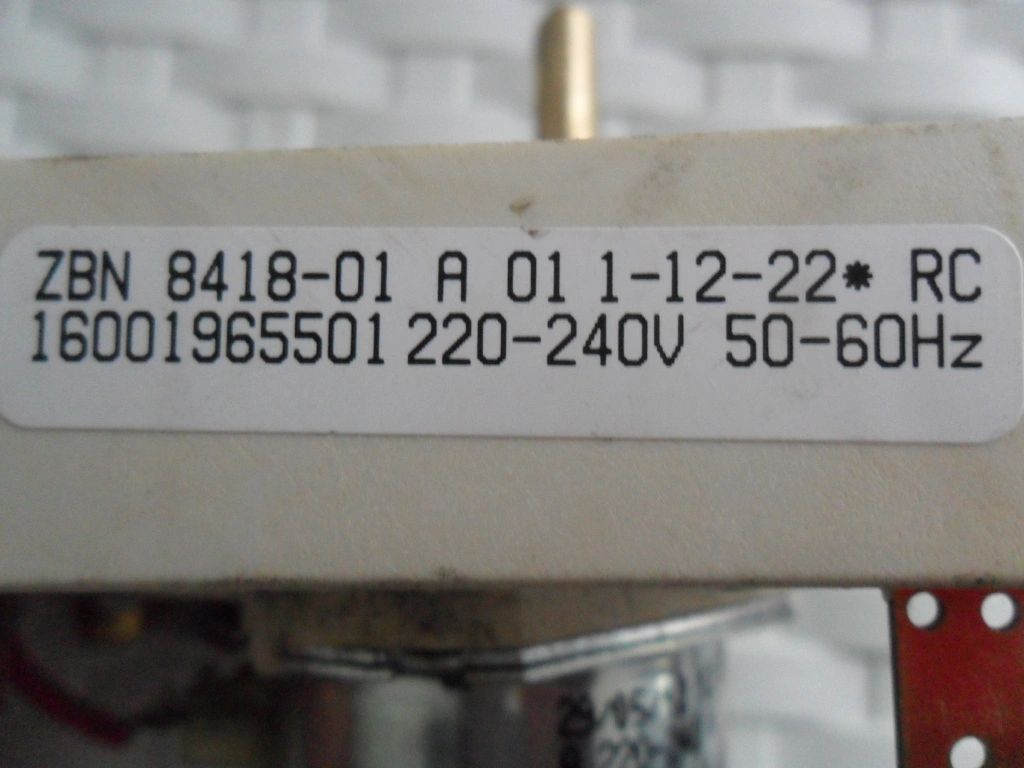 ZBN 8418-01 A 01 1-12-22* RC
16001965501 220-240V 50-60Hz